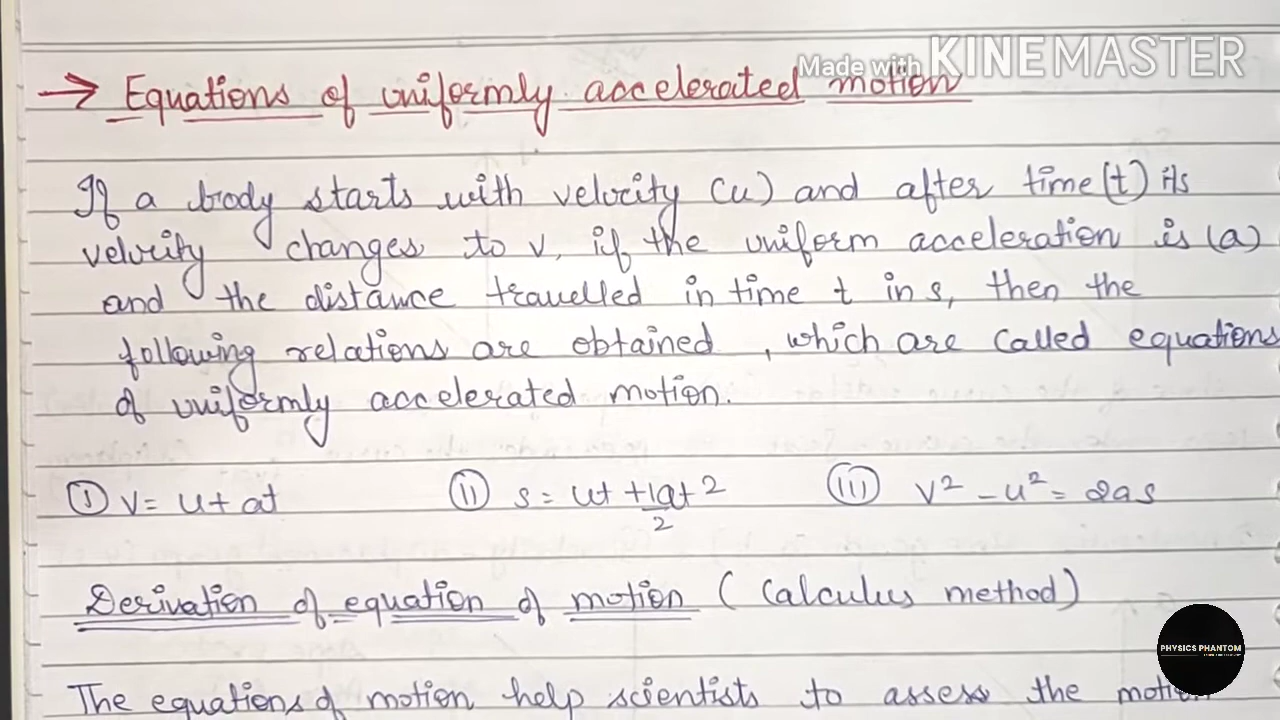 Made with KINEMASTER
→ Equations of uniformly accelerated motion
If a body starts with velocity (u) and after time (t) its
velocity changes to v, if the uniform acceleration is (a)
and the distance travelled in time t in s, then the
following relations are obtained, which are called equations
of uniformly accelerated motion.
(I) v = u + at (II) s = ut + 1/2 at² (III) v² - u² = 2as
Derivation of equation of motion (Calculus method)
PHYSICS PHANTOM
The equations of motion help scientists to assess the motion